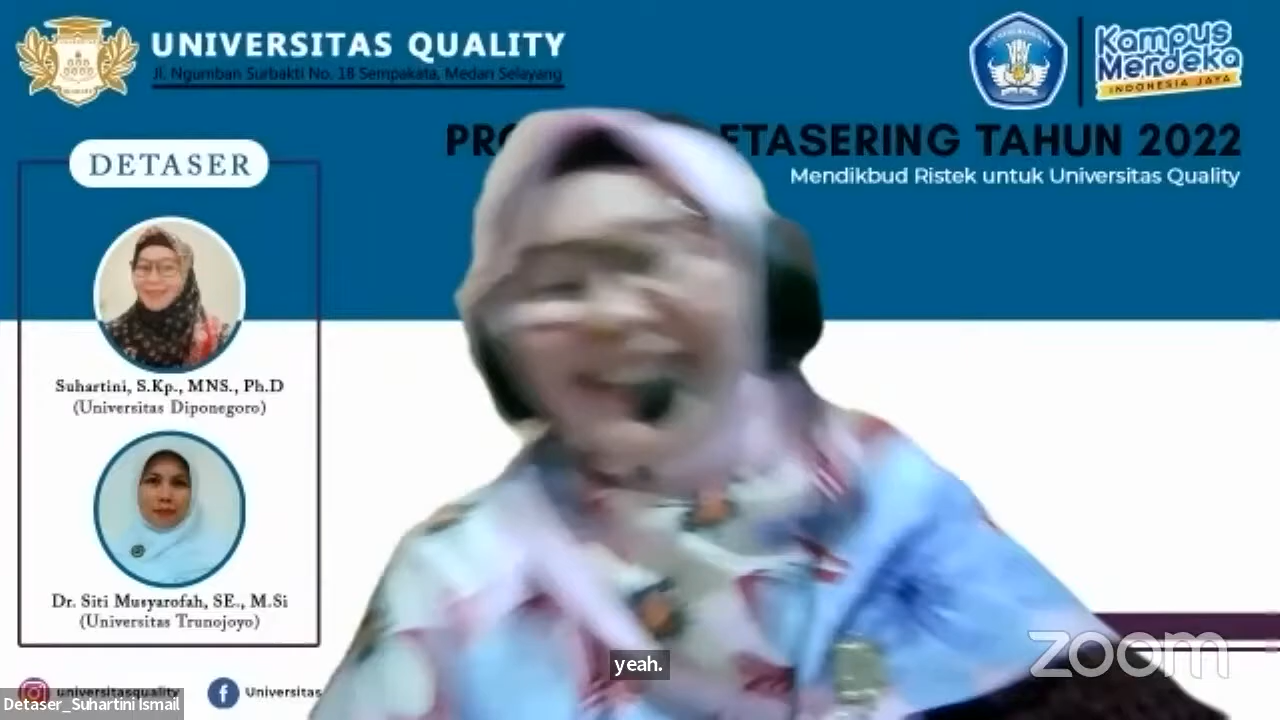 UNIVERSITAS QUALITY
Jl. Ngumban Surbakti No. 18 Sempakata, Medan Selayang
Kampus
Merdeka
INDONESIA JAYA
ETASERING TAHUN 2022
Mendikbud Ristek untuk Universitas Quality
DETASER
Suhartini, S.Kp., MNS., Ph.D
(Universitas Diponegoro)
Dr. Siti Musyarofah, SE., M.Si
(Universitas Trunojoyo)
yeah.
zoom
universitasquality
Universitas
Detaser_Suhartini Ismail